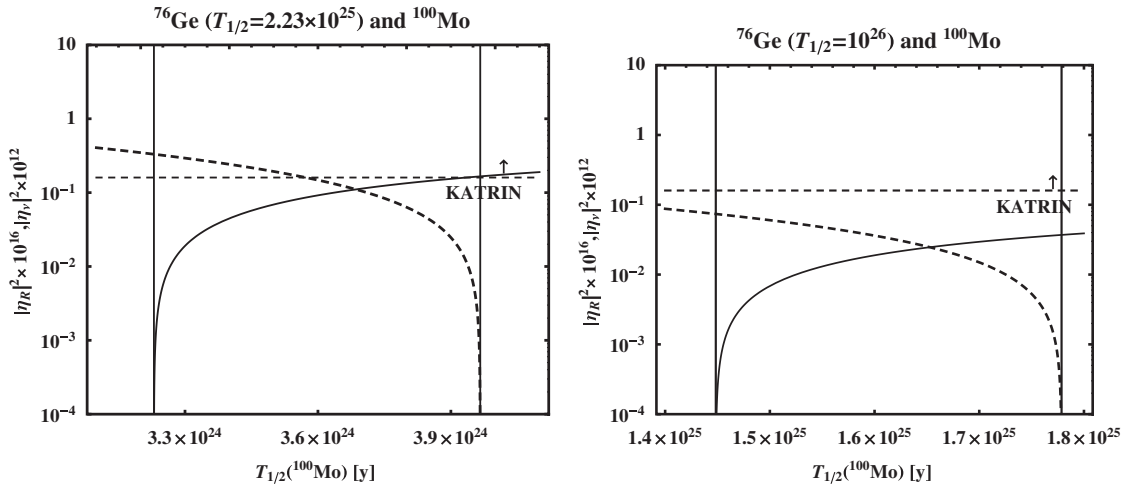 ⁷⁶Ge (T₁/₂=2.23×10²⁵) and ¹⁰⁰Mo
10
1
10⁻¹
10⁻²
10⁻³
10⁻⁴
|η_R|²× 10¹⁶,|η_ν|²×10¹²
KATRIN
3.3×10²⁴ 3.6×10²⁴ 3.9×10²⁴
T₁/₂(¹⁰⁰Mo) [y]
⁷⁶Ge (T₁/₂=10²⁶) and ¹⁰⁰Mo
10
1
10⁻¹
10⁻²
10⁻³
10⁻⁴
|η_R|²× 10¹⁶,|η_ν|²×10¹²
KATRIN
1.4×10²⁵ 1.5×10²⁵ 1.6×10²⁵ 1.7×10²⁵ 1.8×10²⁵
T₁/₂(¹⁰⁰Mo) [y]